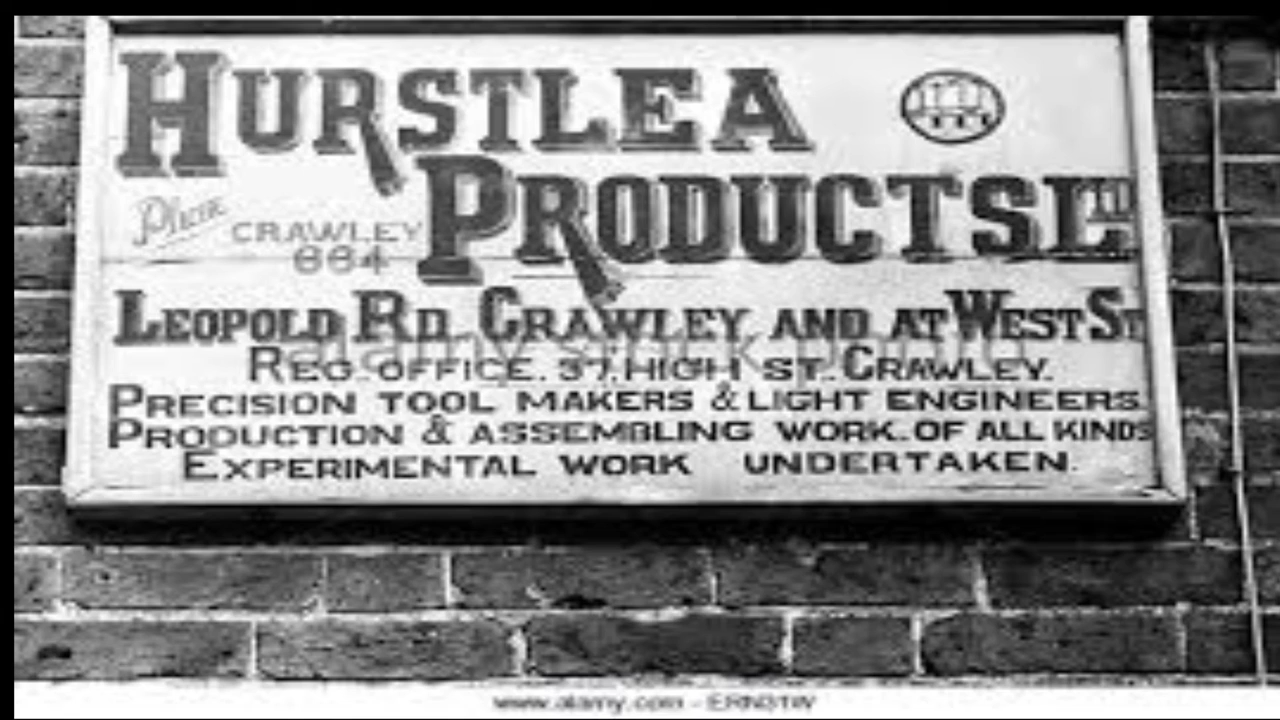 HURSTLEA
PRODUCTS LTD
Phone CRAWLEY
664
LEOPOLD RD. CRAWLEY AND AT WEST ST
REG. OFFICE. 37. HIGH ST. CRAWLEY.
PRECISION TOOL MAKERS & LIGHT ENGINEERS.
PRODUCTION & ASSEMBLING WORK. OF ALL KINDS
EXPERIMENTAL WORK UNDERTAKEN.
www.alamy.com -